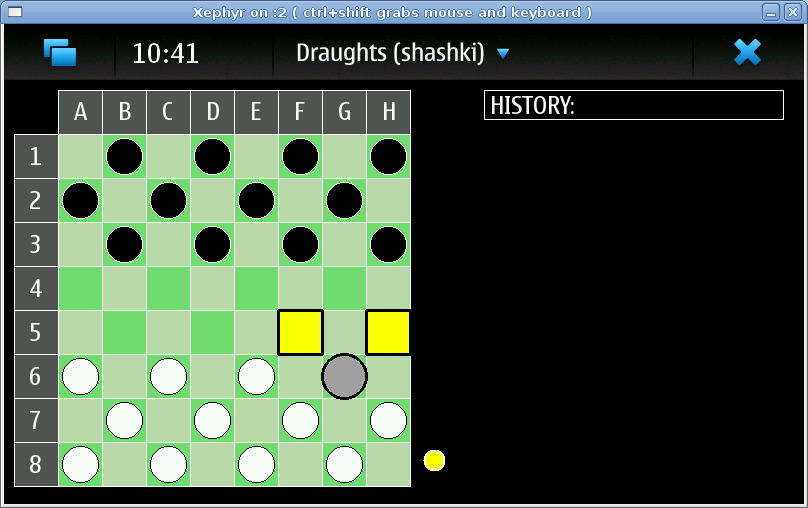 Xephyr on :2 ( ctrl+shift grabs mouse and keyboard )
10:41 Draughts (shashki)
HISTORY:
A B C D E F G H
1
2
3
4
5
6
7
8